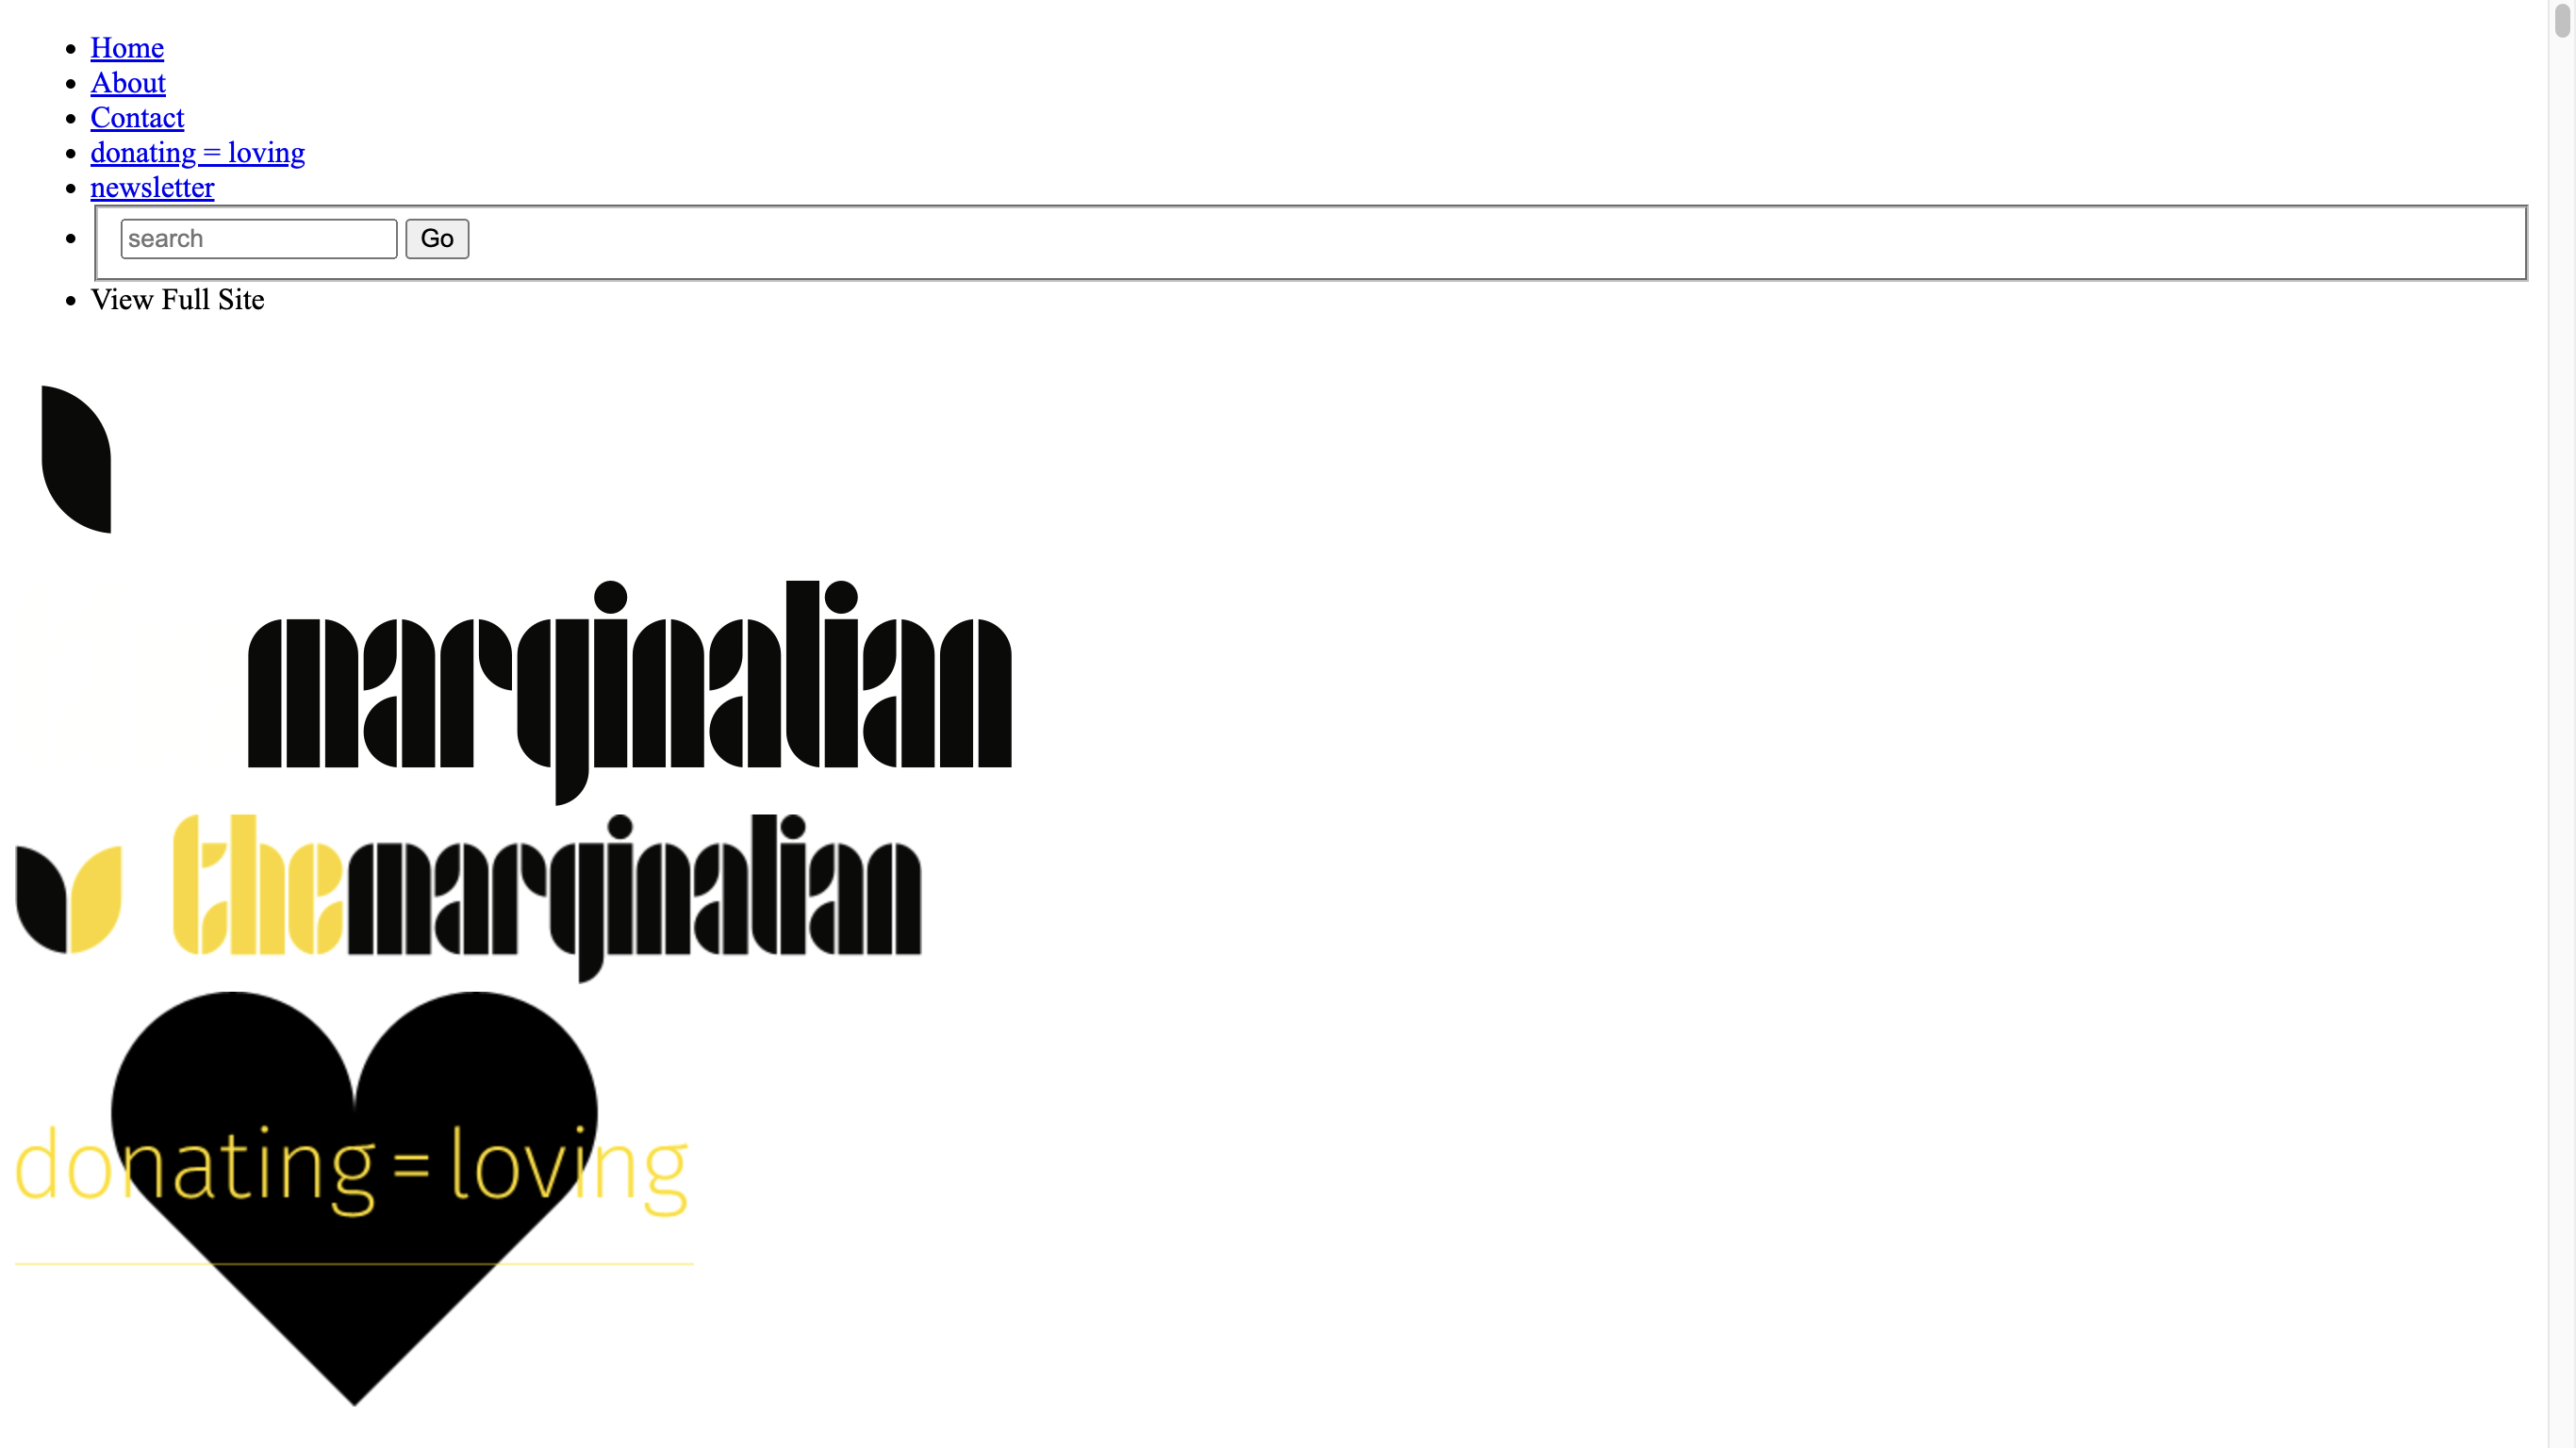 Home
About
Contact
donating = loving
newsletter
search Go
View Full Site
marginalian
themarginalian
donating = loving